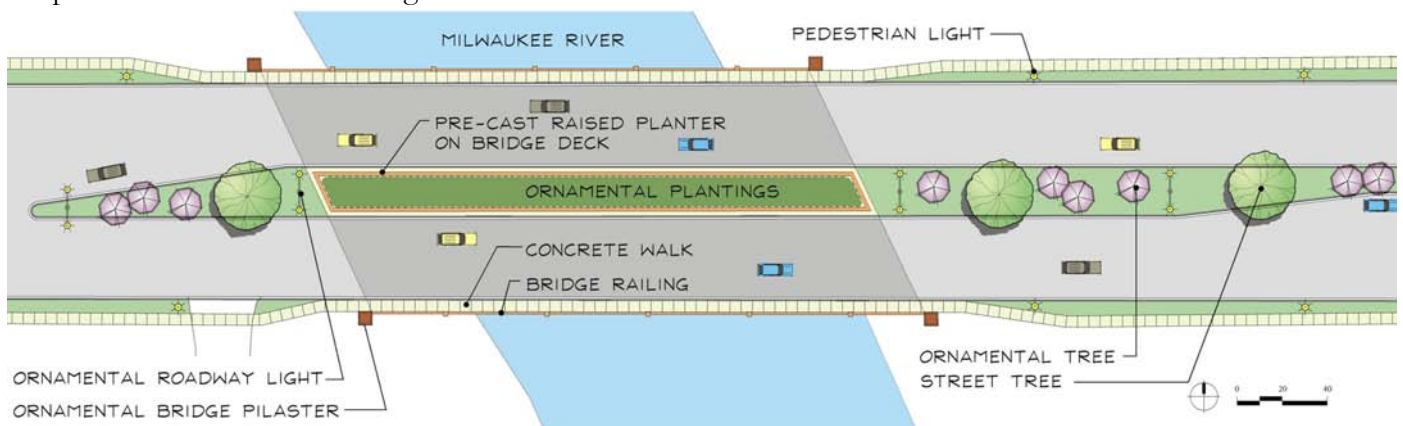 MILWAUKEE RIVER
PEDESTRIAN LIGHT
PRE-CAST RAISED PLANTER
ON BRIDGE DECK
ORNAMENTAL PLANTINGS
CONCRETE WALK
BRIDGE RAILING
ORNAMENTAL ROADWAY LIGHT
ORNAMENTAL BRIDGE PILASTER
ORNAMENTAL TREE
STREET TREE
0 20 40